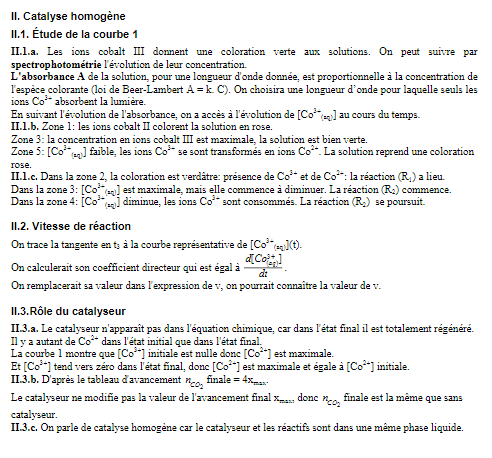 II. Catalyse homogène
II.1. Étude de la courbe 1
II.1.a. Les ions cobalt III donnent une coloration verte aux solutions. On peut suivre par
spectrophotométrie l'évolution de leur concentration.
L'absorbance A de la solution, pour une longueur d'onde donnée, est proportionnelle à la concentration de
l'espèce colorante (loi de Beer-Lambert A = k. C). On choisira une longueur d'onde pour laquelle seuls les
ions Co³⁺ absorbent la lumière.
En suivant l'évolution de l'absorbance, on a accès à l'évolution de [Co³⁺(aq)] au cours du temps.
II.1.b. Zone 1: les ions cobalt II colorent la solution en rose.
Zone 3: la concentration en ions cobalt III est maximale, la solution est bien verte.
Zone 5: [Co³⁺(aq)] faible, les ions Co³⁺ se sont transformés en ions Co²⁺. La solution reprend une coloration
rose.
II.1.c. Dans la zone 2, la coloration est verdâtre: présence de Co³⁺ et de Co²⁺: la réaction (R₁) a lieu.
Dans la zone 3: [Co³⁺(aq)] est maximale, mais elle commence à diminuer. La réaction (R₂) commence.
Dans la zone 4: [Co³⁺(aq)] diminue, les ions Co³⁺ sont consommés. La réaction (R₂) se poursuit.
II.2. Vitesse de réaction
On trace la tangente en t₃ à la courbe représentative de [Co³⁺(aq)](t).
On calculerait son coefficient directeur qui est égal à d[Co³⁺(aq)]/dt.
On remplacerait sa valeur dans l'expression de v, on pourrait connaître la valeur de v.
II.3.Rôle du catalyseur
II.3.a. Le catalyseur n'apparaît pas dans l'équation chimique, car dans l'état final il est totalement régénéré.
Il y a autant de Co²⁺ dans l'état initial que dans l'état final.
La courbe 1 montre que [Co³⁺] initiale est nulle donc [Co²⁺] est maximale.
Et [Co³⁺] tend vers zéro dans l'état final, donc [Co²⁺] est maximale et égale à [Co²⁺] initiale.
II.3.b. D'après le tableau d'avancement n_CO₂ finale = 4xmax.
Le catalyseur ne modifie pas la valeur de l'avancement final xmax, donc n_CO₂ finale est la même que sans
catalyseur.
II.3.c. On parle de catalyse homogène car le catalyseur et les réactifs sont dans une même phase liquide.